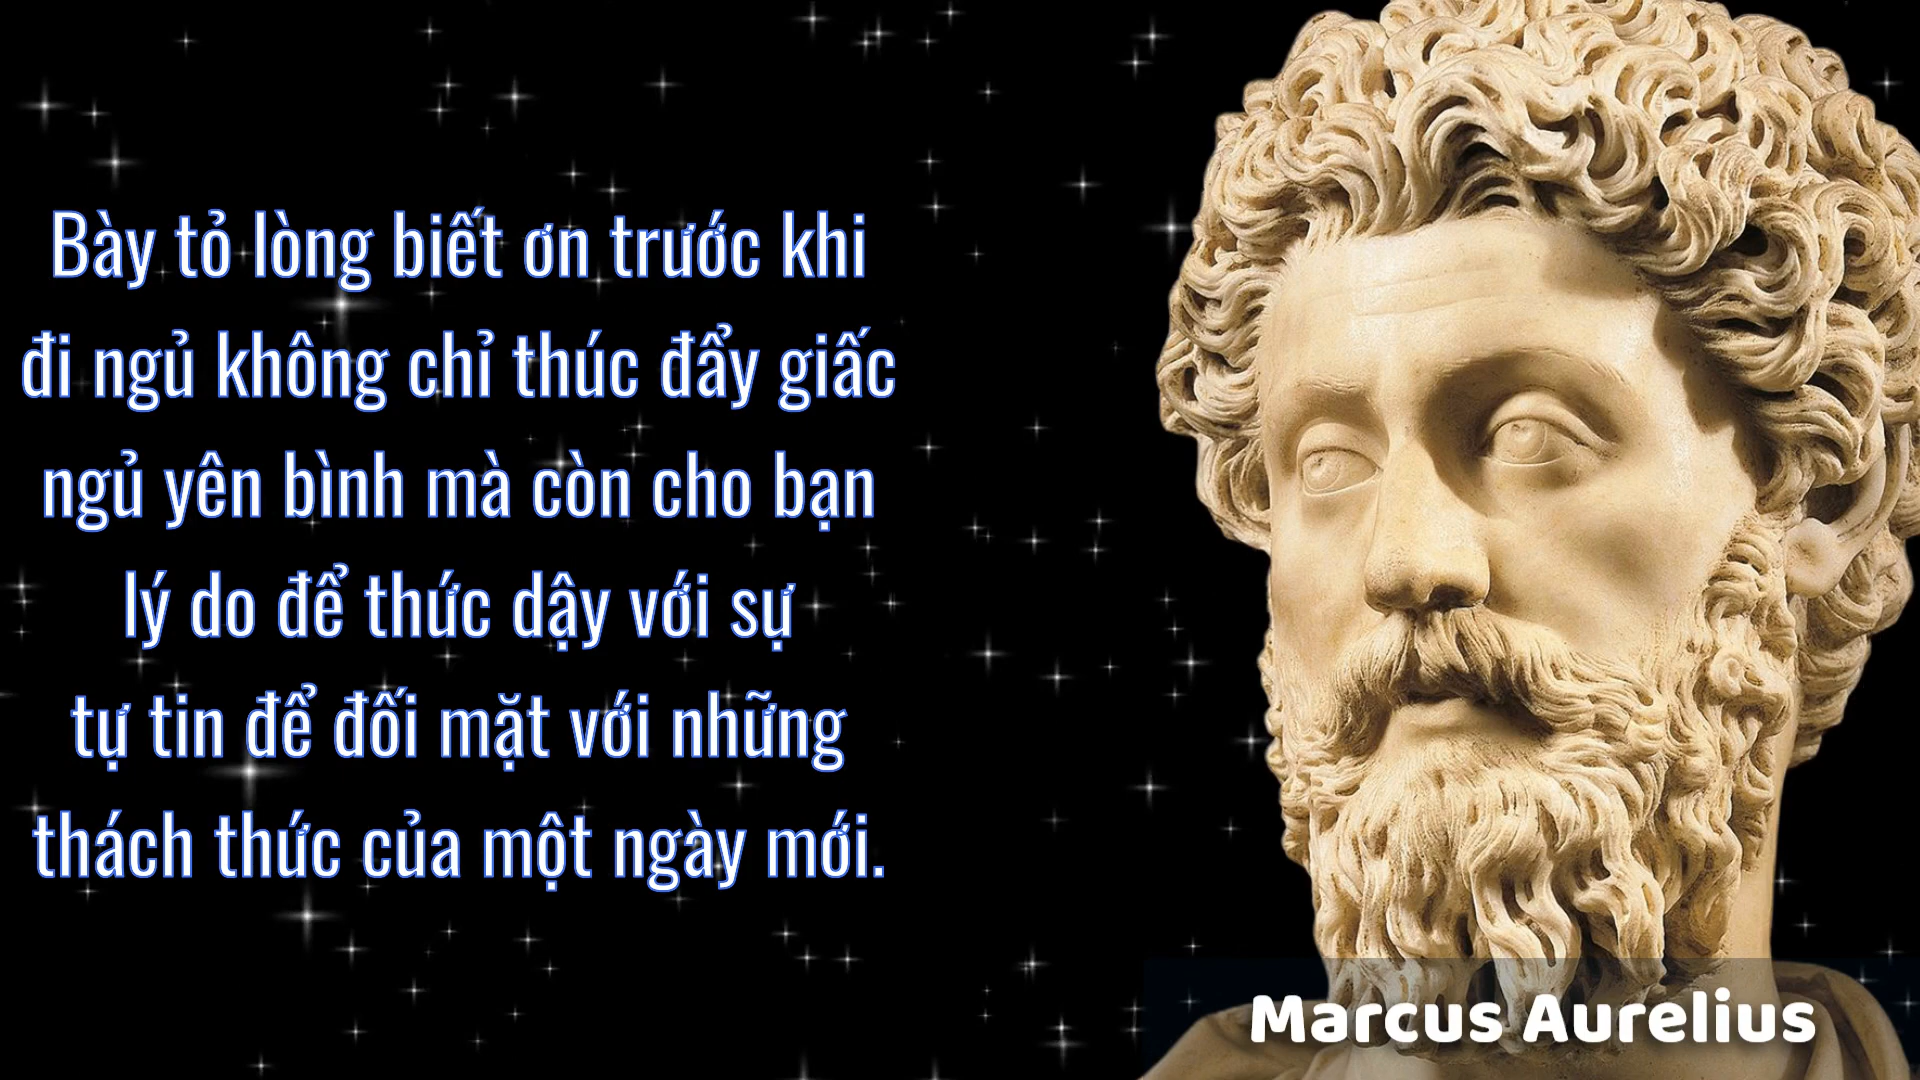 Bày tỏ lòng biết ơn trước khi
đi ngủ không chỉ thúc đẩy giấc
ngủ yên bình mà còn cho bạn
lý do để thức dậy với sự
tự tin để đối mặt với những
thách thức của một ngày mới.
Marcus Aurelius